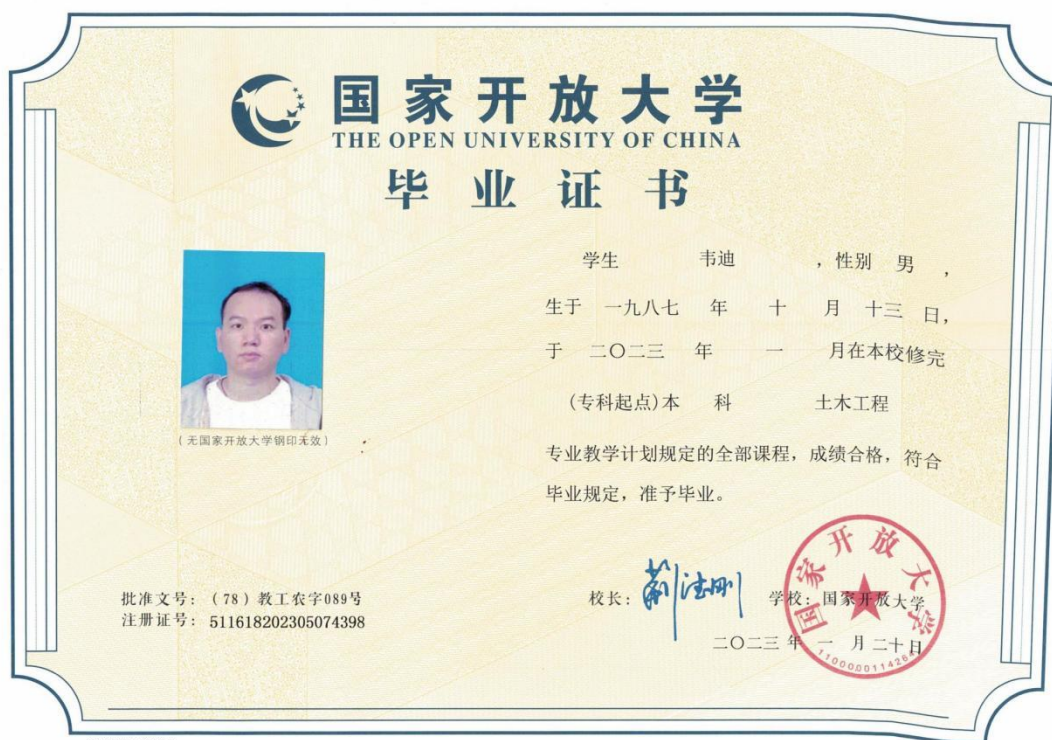 国家开放大学
THE OPEN UNIVERSITY OF CHINA
毕业证书
学生 韦迪 ，性别 男 ，
生于 一九八七 年 十 月 十三 日，
于 二〇二三 年 一 月在本校修完
(专科起点)本 科 土木工程
专业教学计划规定的全部课程，成绩合格，符合
毕业规定，准予毕业。
(无国家开放大学钢印无效)
批准文号：(78)教工农字089号
注册证号：511618202305074398
校长：荆德刚 学校：国家开放大学
二〇二三 年 一 月 二十 日
国家开放大学